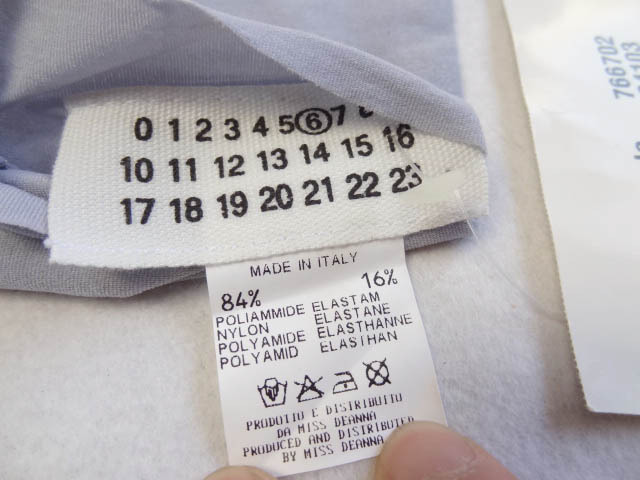 0 1 2 3 4 5 6 7
10 11 12 13 14 15 16
17 18 19 20 21 22 23
MADE IN ITALY
84% 16%
POLIAMMIDE ELASTAM
NYLON ELASTANE
POLYAMIDE ELASTHANNE
POLYAMID ELASTHAN
PRODOTTO E DISTRIBUITO
DA MISS DEANNA
PRODUCED AND DISTRIBUTED
BY MISS DEANNA
766702